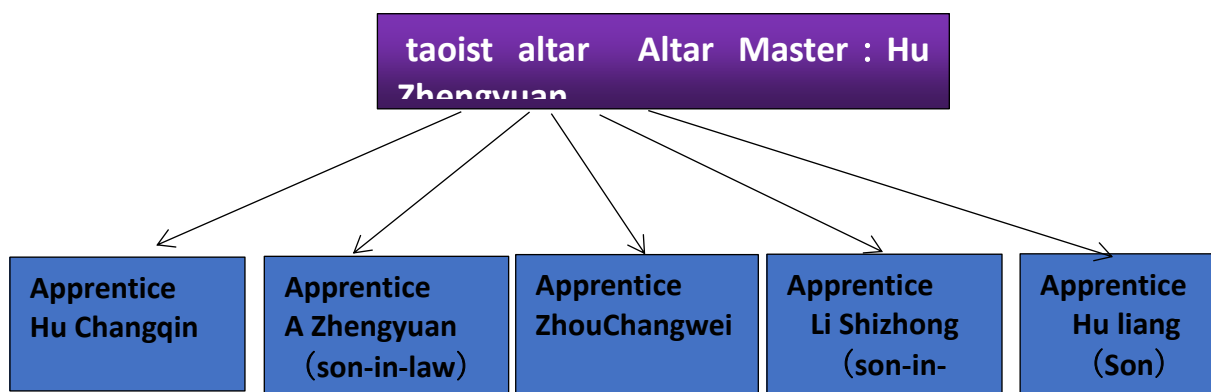 taoist altar Altar Master：Hu
Zhengyuan
Apprentice
Hu Changqin
Apprentice
A Zhengyuan
（son-in-law）
Apprentice
ZhouChangwei
Apprentice
Li Shizhong
（son-in-
Apprentice
Hu liang
（Son）